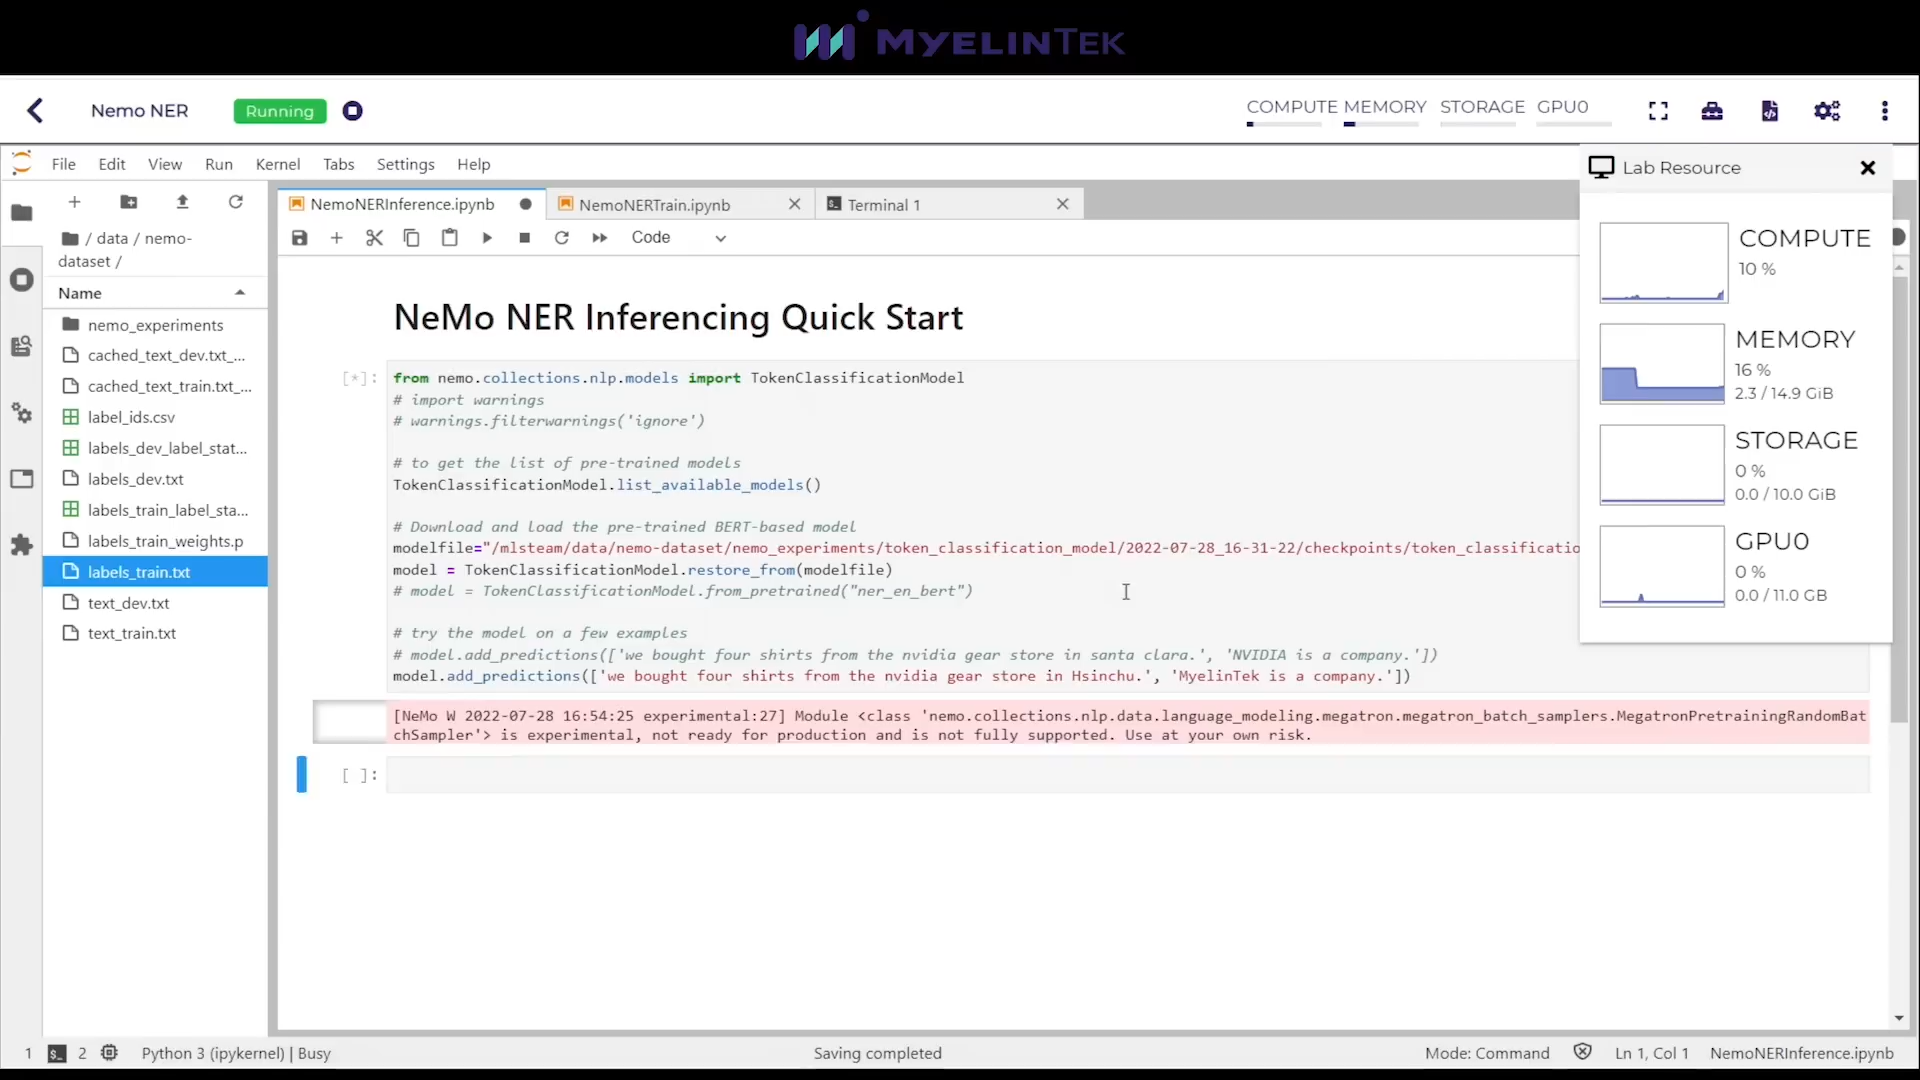 MYELINTEK
Nemo NER
Running
COMPUTE MEMORY STORAGE GPU0
File Edit View Run Kernel Tabs Settings Help
Lab Resource
NemoNERInference.ipynb
NemoNERTrain.ipynb
Terminal 1
Code
/ data / nemo-
dataset /
Name
nemo_experiments
cached_text_dev.txt_...
cached_text_train.txt_...
label_ids.csv
labels_dev_label_stat...
labels_dev.txt
labels_train_label_sta...
labels_train_weights.p
labels_train.txt
text_dev.txt
text_train.txt
NeMo NER Inferencing Quick Start
[*]:
from nemo.collections.nlp.models import TokenClassificationModel
# import warnings
# warnings.filterwarnings('ignore')
# to get the list of pre-trained models
TokenClassificationModel.list_available_models()
# Download and load the pre-trained BERT-based model
modelfile="/mlsteam/data/nemo-dataset/nemo_experiments/token_classification_model/2022-07-28_16-31-22/checkpoints/token_classificatio
model = TokenClassificationModel.restore_from(modelfile)
# model = TokenClassificationModel.from_pretrained("ner_en_bert")
# try the model on a few examples
# model.add_predictions(['we bought four shirts from the nvidia gear store in santa clara.', 'NVIDIA is a company.'])
model.add_predictions(['we bought four shirts from the nvidia gear store in Hsinchu.', 'MyelinTek is a company.'])
[NeMo W 2022-07-28 16:54:25 experimental:27] Module <class 'nemo.collections.nlp.data.language_modeling.megatron.megatron_batch_samplers.MegatronPretrainingRandomBat
chSampler'> is experimental, not ready for production and is not fully supported. Use at your own risk.
[ ]:
COMPUTE
10 %
MEMORY
16 %
2.3 / 14.9 GiB
STORAGE
0 %
0.0 / 10.0 GiB
GPU0
0 %
0.0 / 11.0 GB
1 2 Python 3 (ipykernel) | Busy
Saving completed
Mode: Command
Ln 1, Col 1
NemoNERInference.ipynb